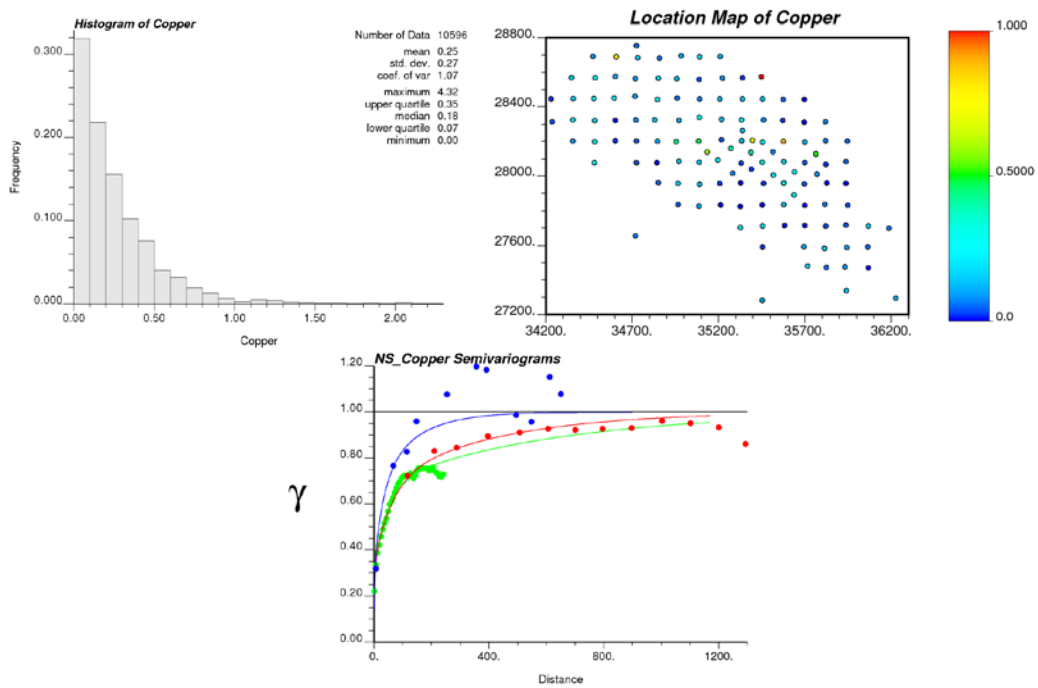 Histogram of Copper
Number of Data 10596
mean 0.25
std. dev. 0.27
coef. of var 1.07
maximum 4.32
upper quartile 0.35
median 0.18
lower quartile 0.07
minimum 0.00
Frequency
0.300
0.200
0.100
0.000
0.00 0.50 1.00 1.50 2.00
Copper
Location Map of Copper
28800.
28400.
28000.
27600.
27200.
34200. 34700. 35200. 35700. 36200.
1.000
0.5000
0.0
NS_Copper Semivariograms
γ
1.20
1.00
0.80
0.60
0.40
0.20
0.00
0. 400. 800. 1200.
Distance